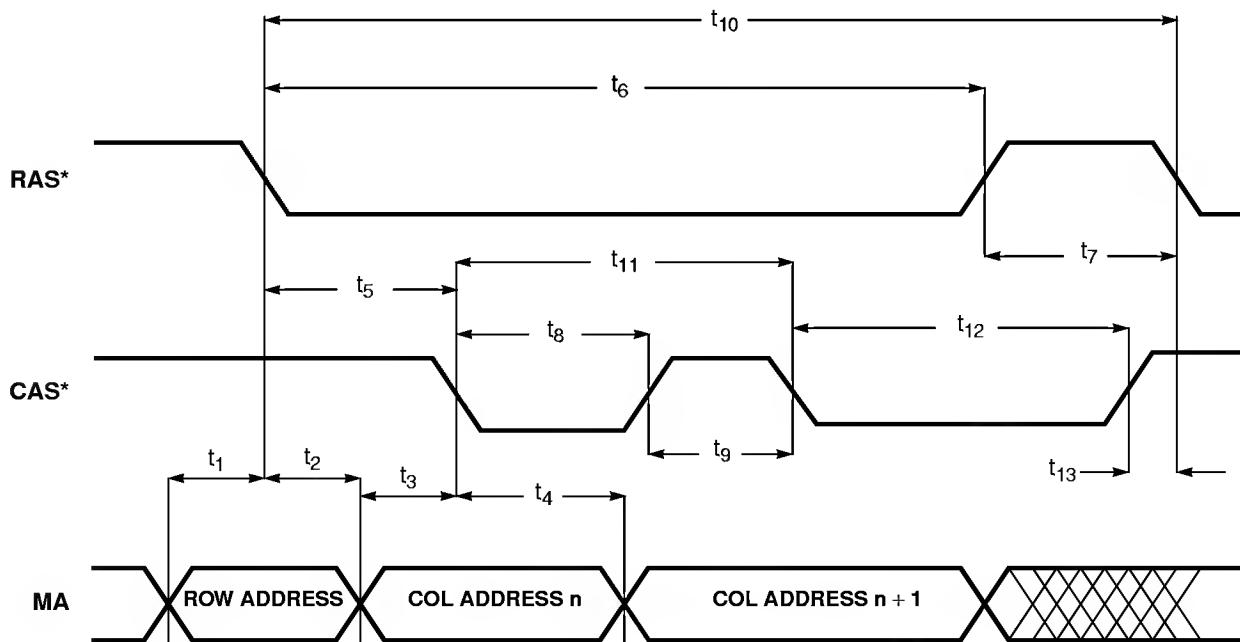 t10
t6
RAS*
t7
t11
t5
t12
t8
CAS*
t1
t2
t3
t9
t13
t4
MA
ROW ADDRESS
COL ADDRESS n
COL ADDRESS n + 1